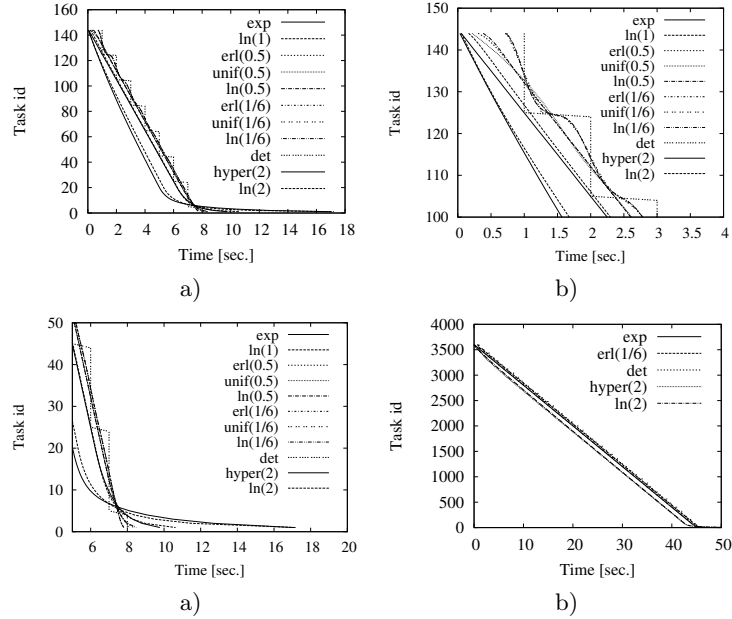 160
140
120
100
80
60
40
20
0
Task id
0 2 4 6 8 10 12 14 16 18
Time [sec.]
exp
ln(1)
erl(0.5)
unif(0.5)
ln(0.5)
erl(1/6)
unif(1/6)
ln(1/6)
det
hyper(2)
ln(2)
a)
150
140
130
120
110
100
Task id
0 0.5 1 1.5 2 2.5 3 3.5 4
Time [sec.]
exp
ln(1)
erl(0.5)
unif(0.5)
ln(0.5)
erl(1/6)
unif(1/6)
ln(1/6)
det
hyper(2)
ln(2)
b)
50
40
30
20
10
0
Task id
6 8 10 12 14 16 18 20
Time [sec.]
exp
ln(1)
erl(0.5)
unif(0.5)
ln(0.5)
erl(1/6)
unif(1/6)
ln(1/6)
det
hyper(2)
ln(2)
a)
4000
3500
3000
2500
2000
1500
1000
500
0
Task id
0 10 20 30 40 50
Time [sec.]
exp
erl(1/6)
det
hyper(2)
ln(2)
b)